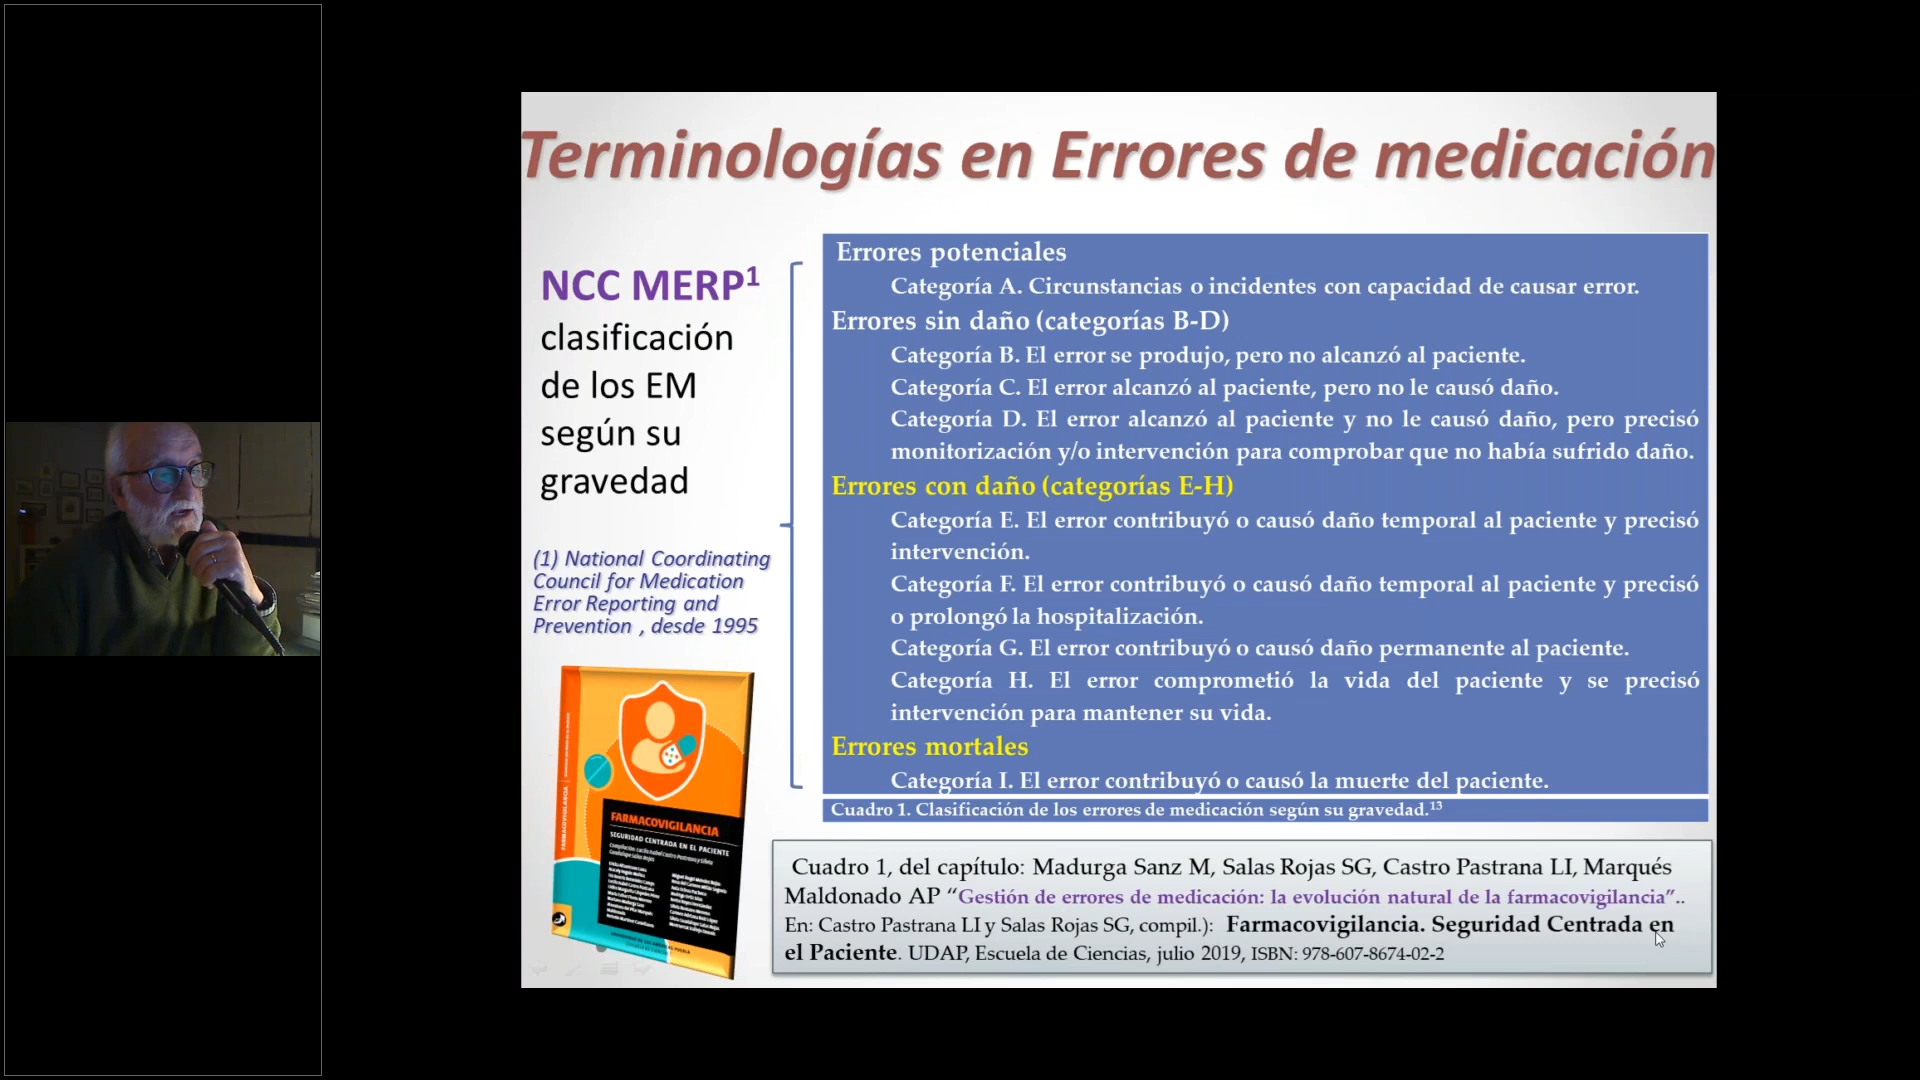 Terminologías en Errores de medicación
NCC MERP¹
clasificación
de los EM
según su
gravedad
(1) National Coordinating
Council for Medication
Error Reporting and
Prevention , desde 1995
Errores potenciales
Categoría A. Circunstancias o incidentes con capacidad de causar error.
Errores sin daño (categorías B-D)
Categoría B. El error se produjo, pero no alcanzó al paciente.
Categoría C. El error alcanzó al paciente, pero no le causó daño.
Categoría D. El error alcanzó al paciente y no le causó daño, pero precisó
monitorización y/o intervención para comprobar que no había sufrido daño.
Errores con daño (categorías E-H)
Categoría E. El error contribuyó o causó daño temporal al paciente y precisó
intervención.
Categoría F. El error contribuyó o causó daño temporal al paciente y precisó
o prolongó la hospitalización.
Categoría G. El error contribuyó o causó daño permanente al paciente.
Categoría H. El error comprometió la vida del paciente y se precisó
intervención para mantener su vida.
Errores mortales
Categoría I. El error contribuyó o causó la muerte del paciente.
Cuadro 1. Clasificación de los errores de medicación según su gravedad.¹³
FARMACOVIGILANCIA
FARMACOVIGILANCIA
SEGURIDAD CENTRADA EN EL PACIENTE
Cuadro 1, del capítulo: Madurga Sanz M, Salas Rojas SG, Castro Pastrana LI, Marqués
Maldonado AP “Gestión de errores de medicación: la evolución natural de la farmacovigilancia”..
En: Castro Pastrana LI y Salas Rojas SG, compil.): Farmacovigilancia. Seguridad Centrada en
el Paciente. UDAP, Escuela de Ciencias, julio 2019, ISBN: 978-607-8674-02-2